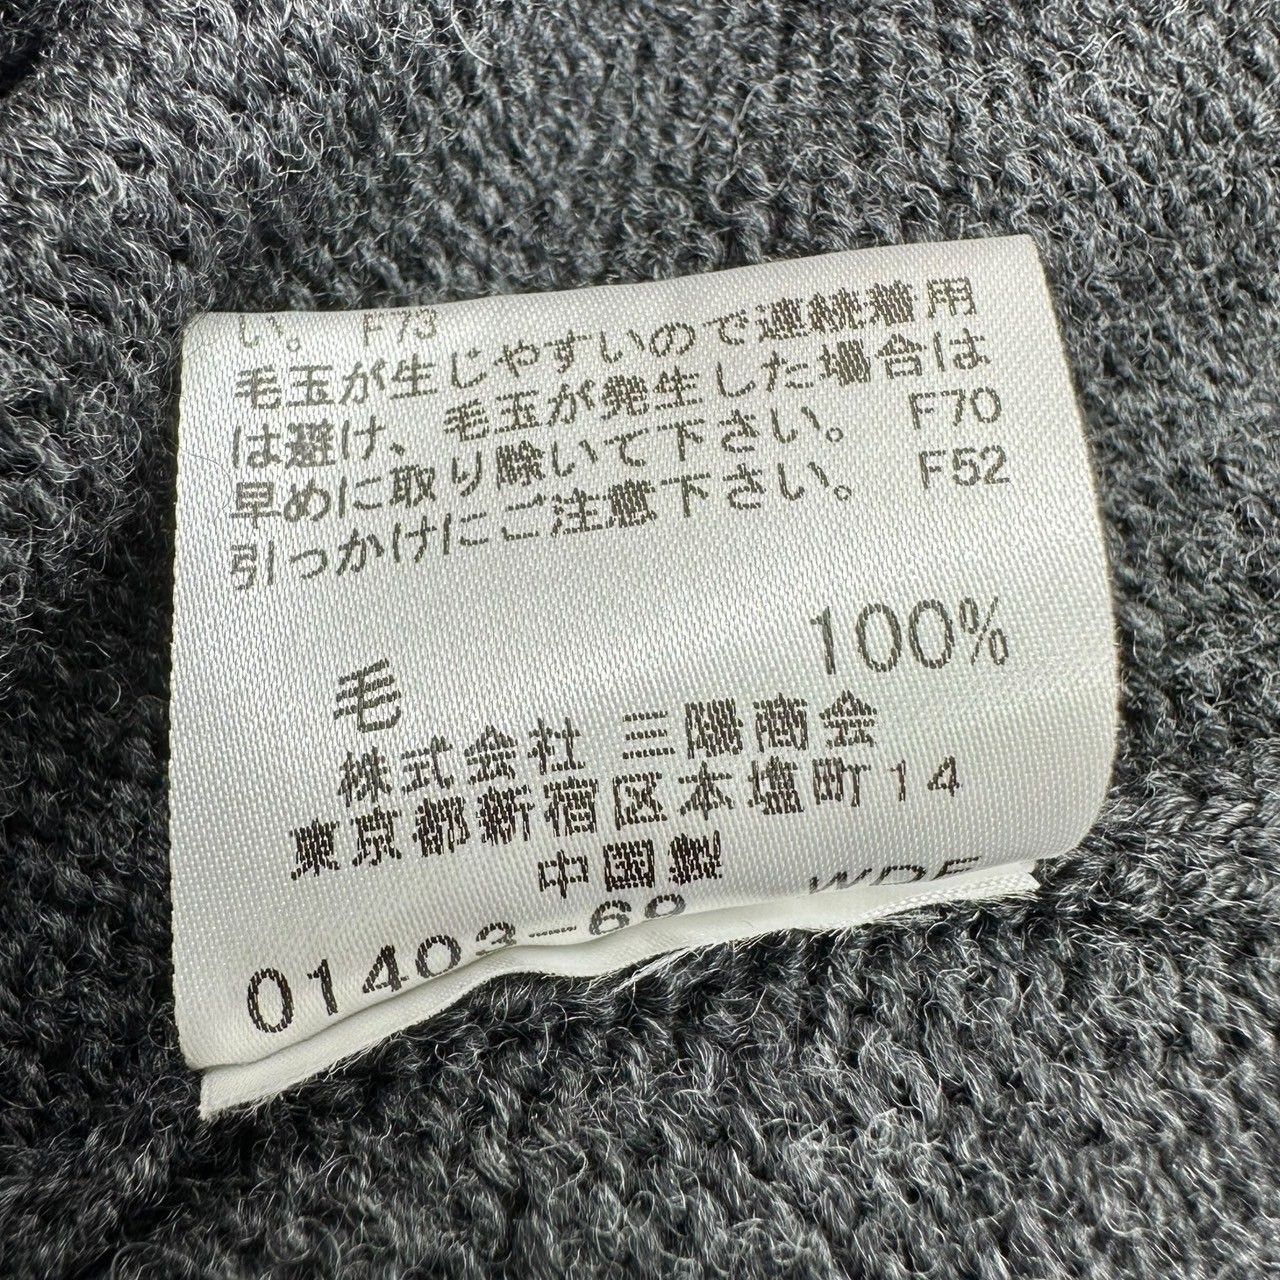 い。 F73
毛玉が生じやすいので連続着用
は避け、毛玉が発生した場合は
早めに取り除いて下さい。 F70
引っかけにご注意下さい。 F52
毛 100%
株式会社 三陽商会
東京都新宿区本塩町14
中国製
01403-69 WDF